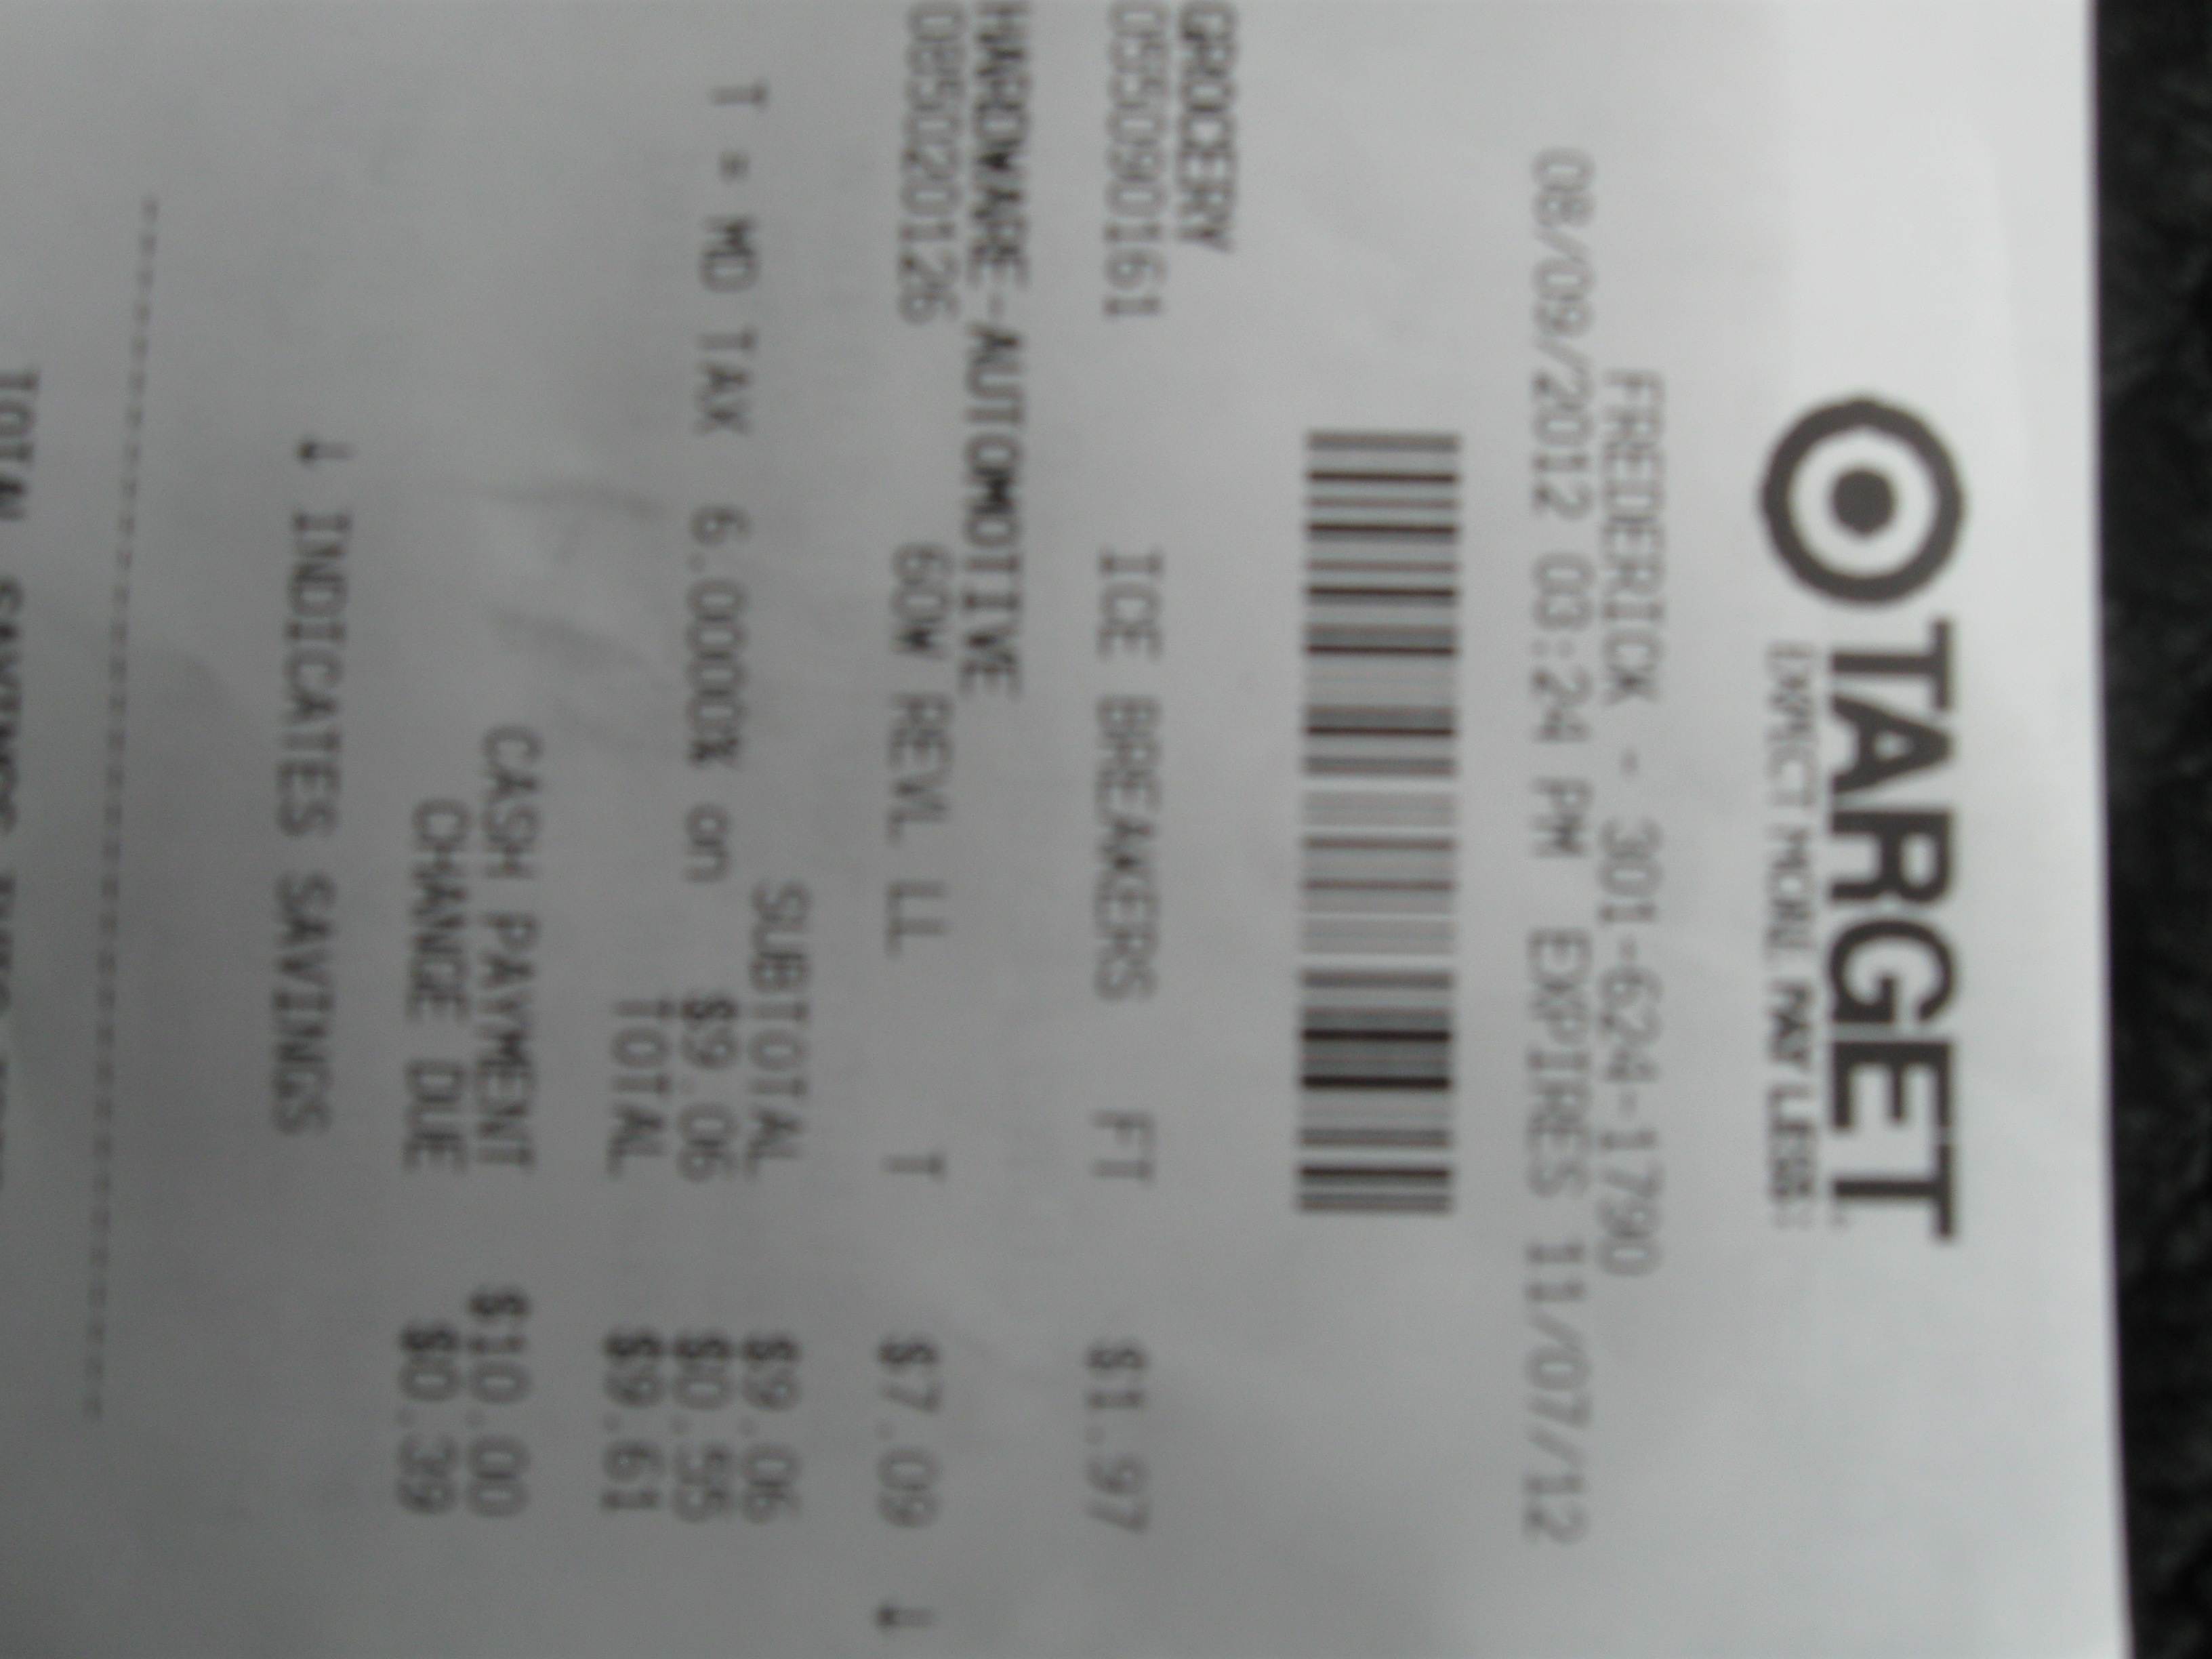 TARGET
EXPECT MORE. PAY LESS.
FREDERICK - 301-624-1790
08/09/2012 03:24 PM EXPIRES 11/07/12
GROCERY
055090161 ICE BREAKERS FT $1.97
HARDWARE-AUTOMOTIVE
085020126 60W REVL LL T $7.09 ↓
SUBTOTAL $9.06
T = MD TAX 6.0000% on $9.06 $0.55
TOTAL $9.61
CASH PAYMENT $10.00
CHANGE DUE $0.39
↓ INDICATES SAVINGS
TOTAL SAVINGS THIS